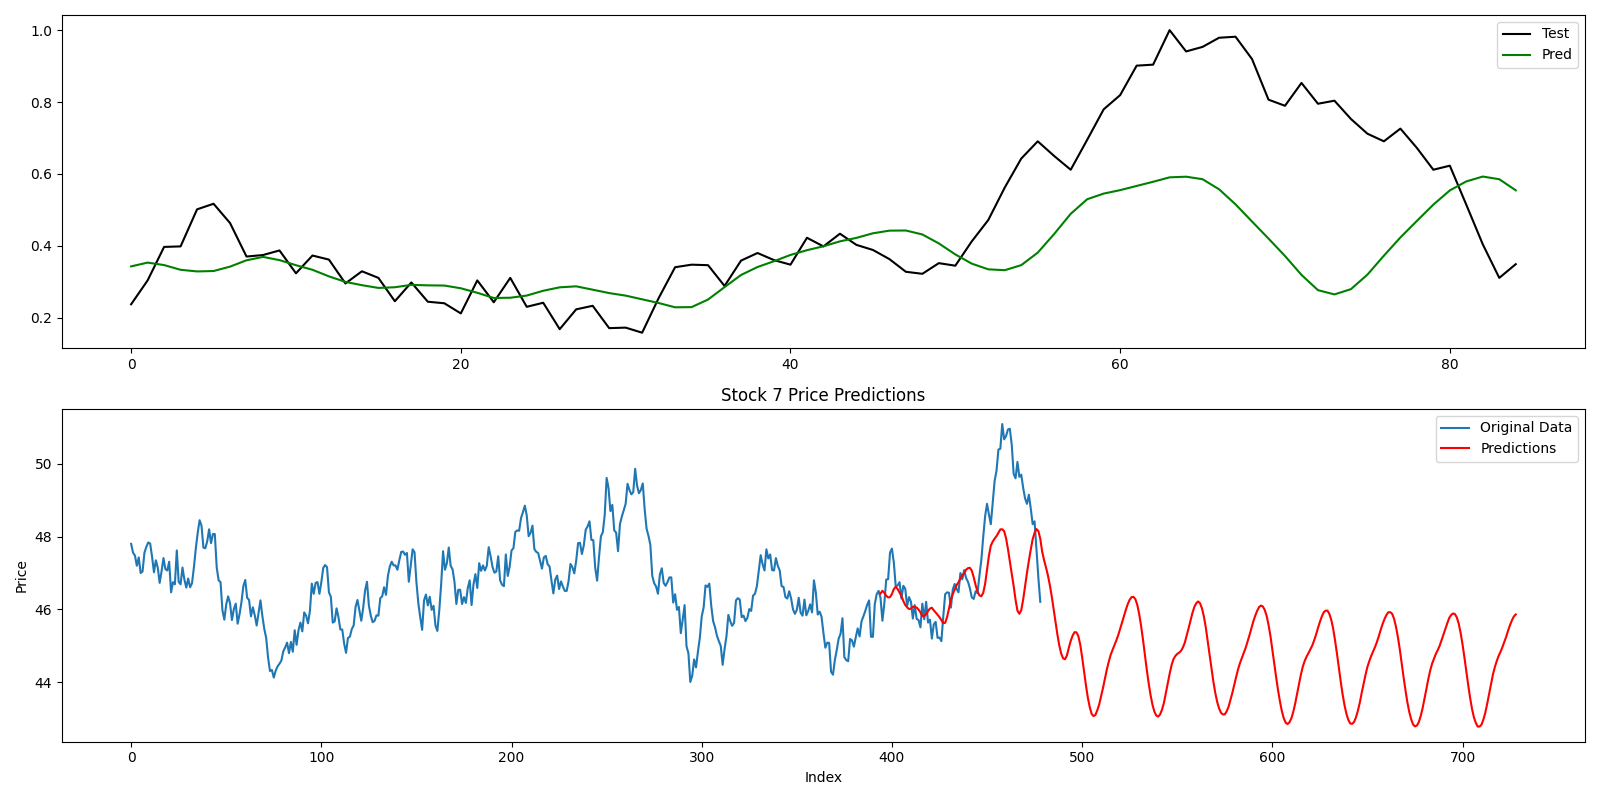 1.0
0.8
0.6
0.4
0.2
Test
Pred
0 20 40 60 80
Stock 7 Price Predictions
Price
50
48
46
44
Original Data
Predictions
0 100 200 300 400 500 600 700
Index